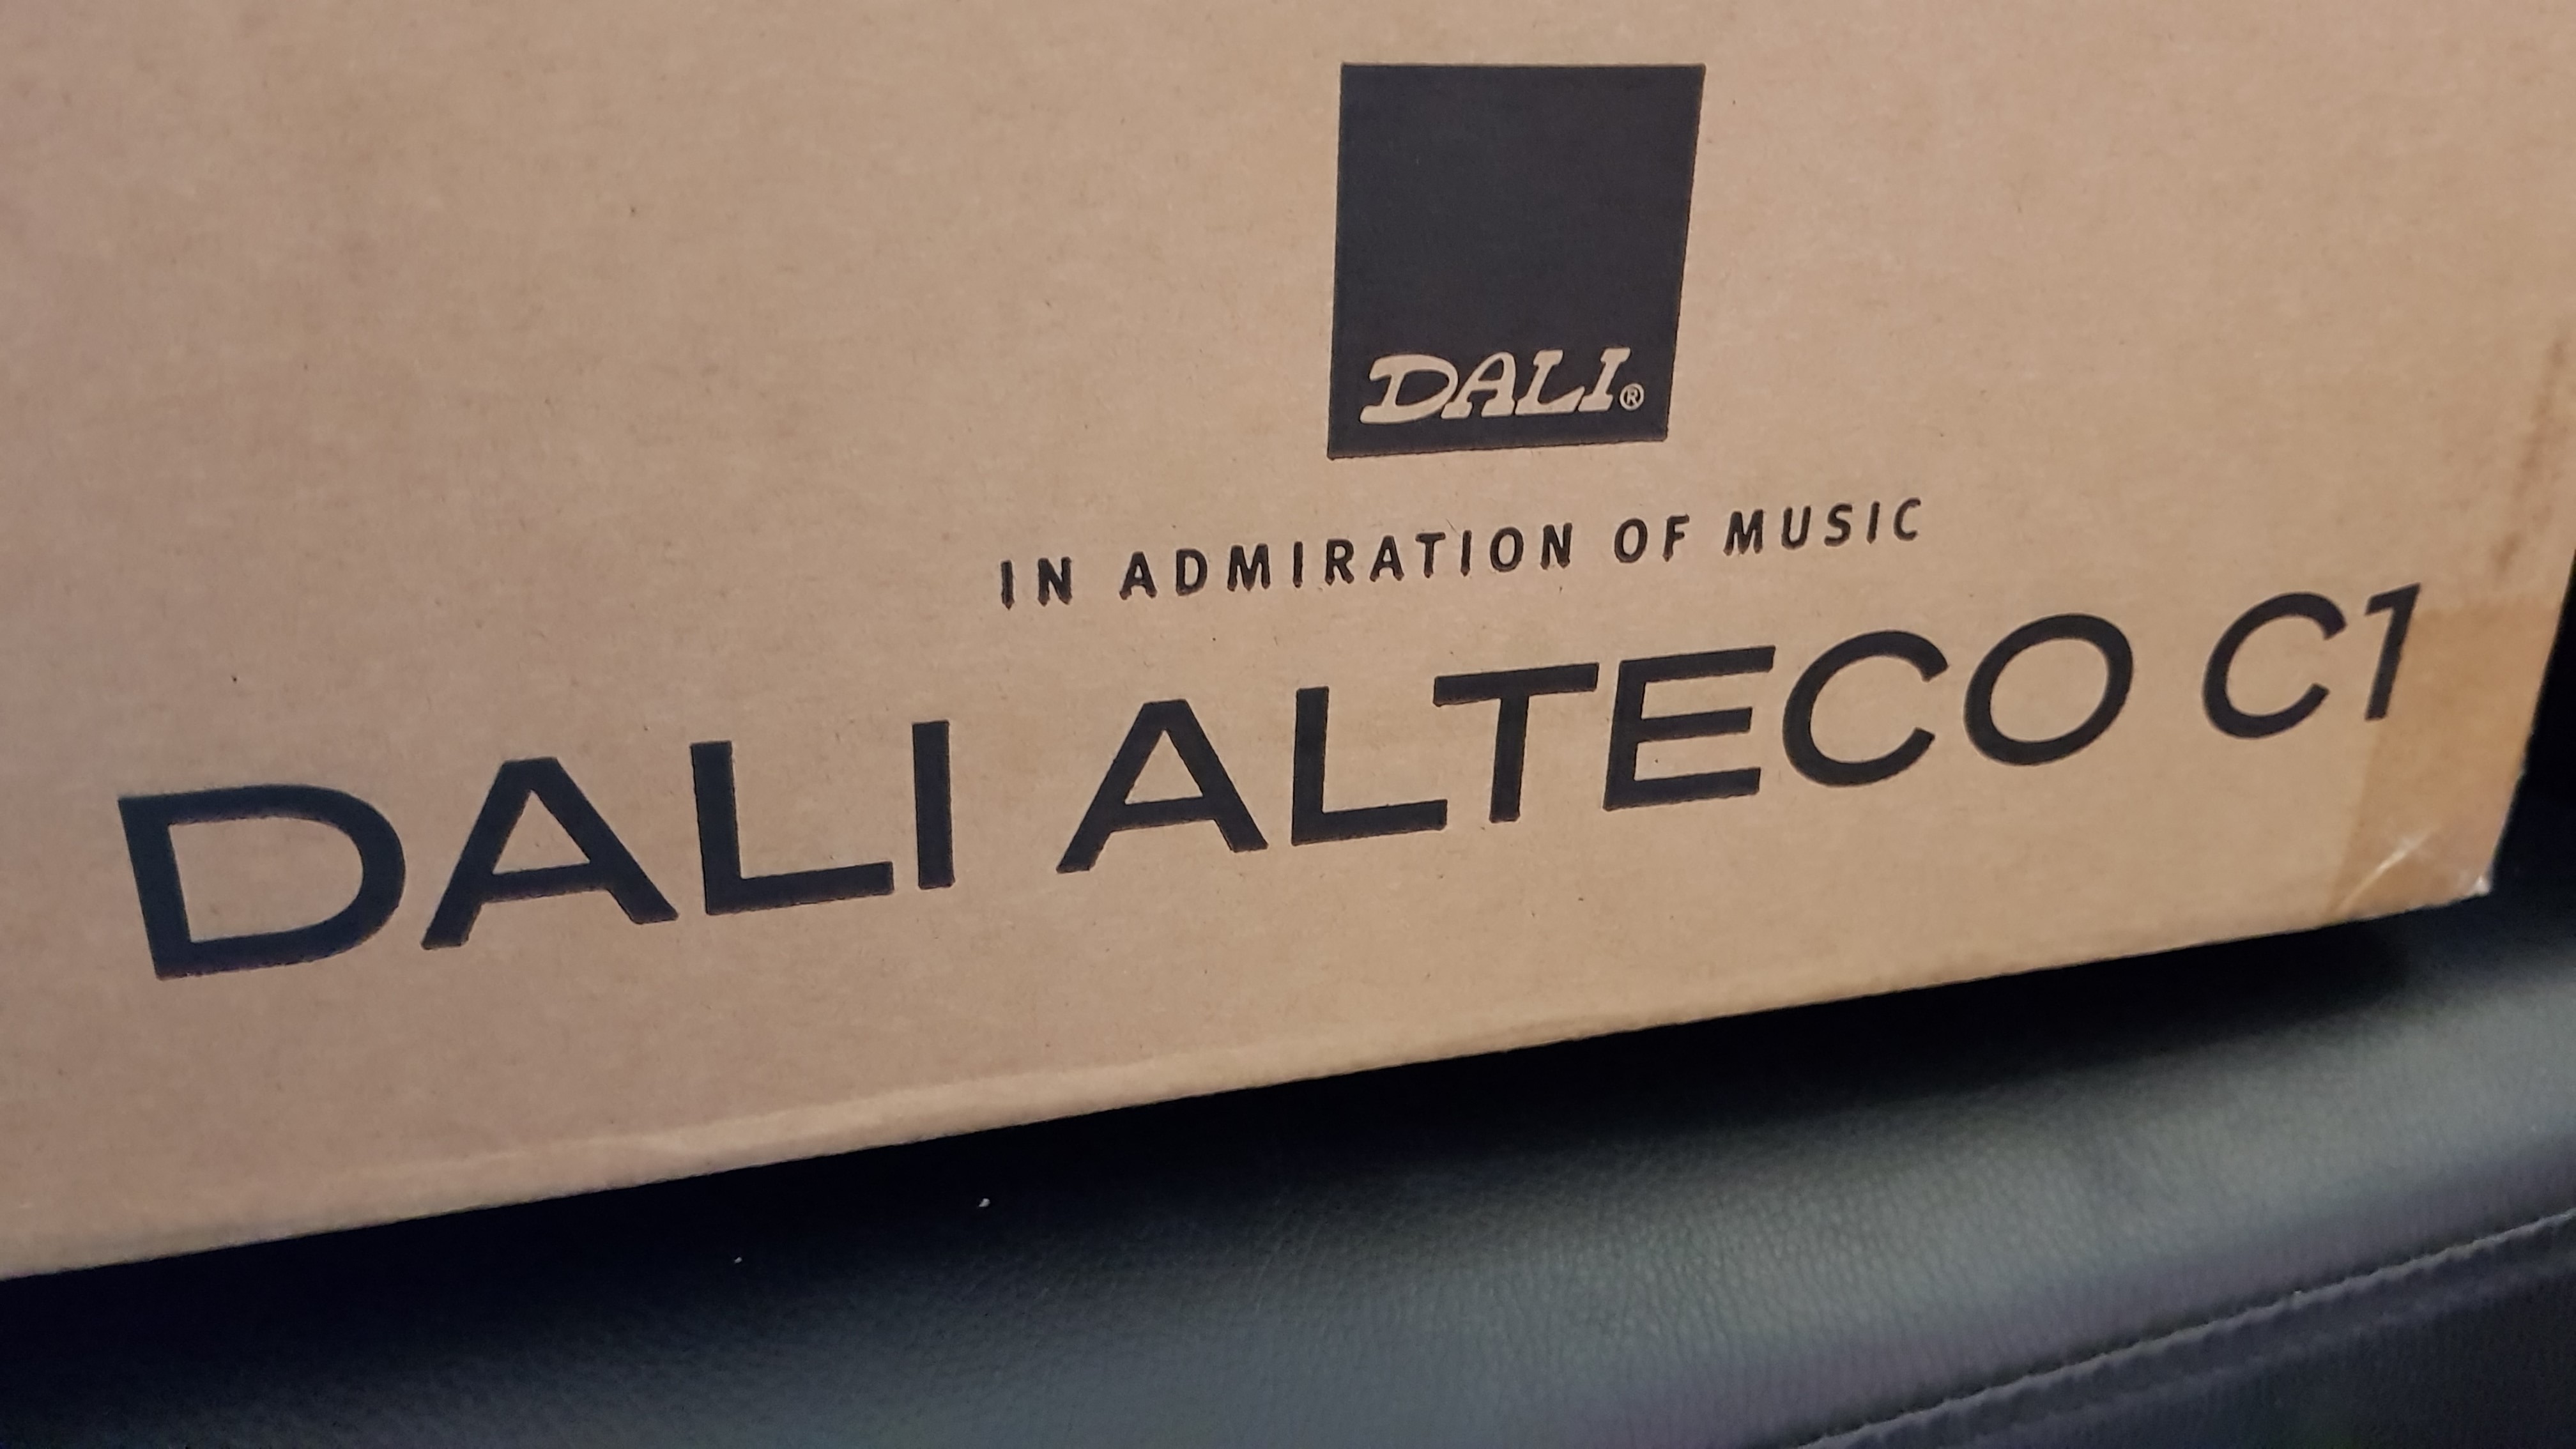 DALI®
IN ADMIRATION OF MUSIC
DALI ALTECO C1